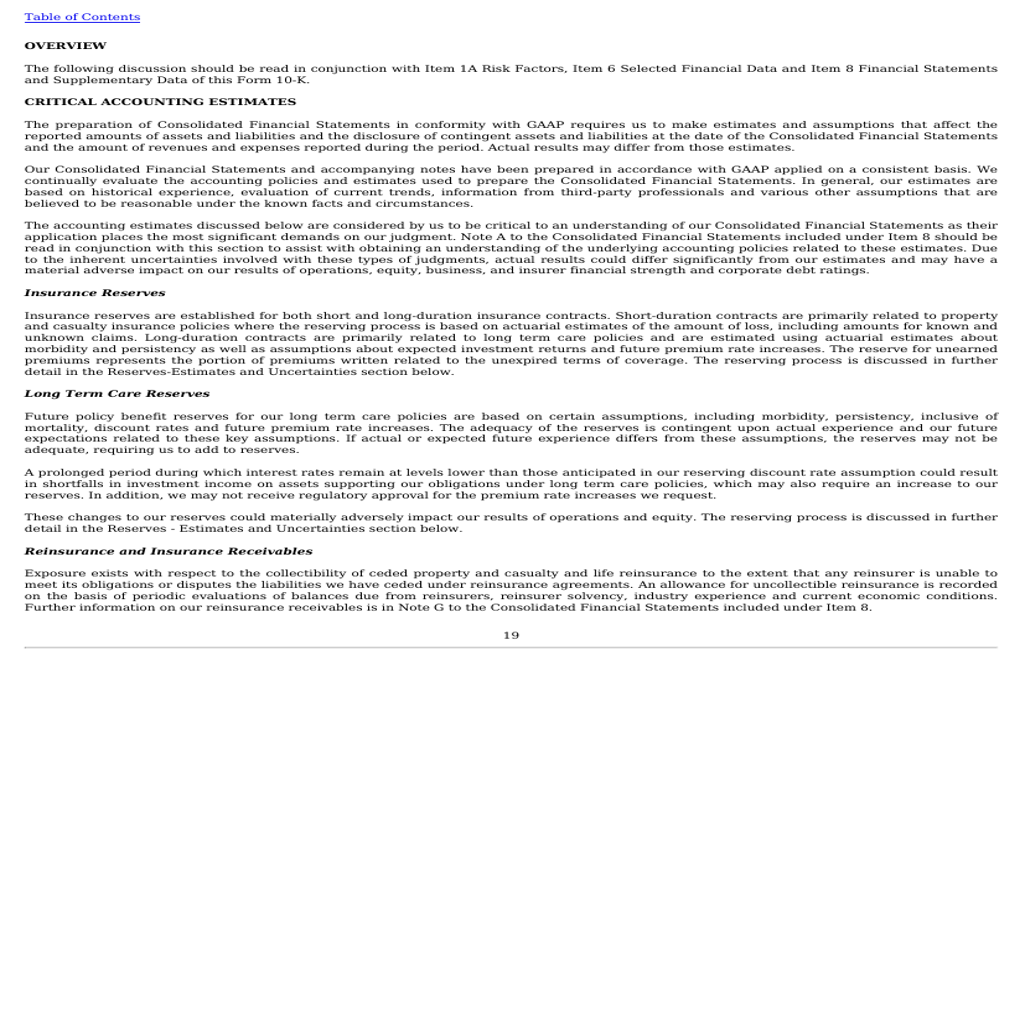 Table of Contents
OVERVIEW
The following discussion should be read in conjunction with Item 1A Risk Factors, Item 6 Selected Financial Data and Item 8 Financial Statements
and Supplementary Data of this Form 10-K.
CRITICAL ACCOUNTING ESTIMATES
The preparation of Consolidated Financial Statements in conformity with GAAP requires us to make estimates and assumptions that affect the
reported amounts of assets and liabilities and the disclosure of contingent assets and liabilities at the date of the Consolidated Financial Statements
and the amount of revenues and expenses reported during the period. Actual results may differ from those estimates.
Our Consolidated Financial Statements and accompanying notes have been prepared in accordance with GAAP applied on a consistent basis. We
continually evaluate the accounting policies and estimates used to prepare the Consolidated Financial Statements. In general, our estimates are
based on historical experience, evaluation of current trends, information from third-party professionals and various other assumptions that are
believed to be reasonable under the known facts and circumstances.
The accounting estimates discussed below are considered by us to be critical to an understanding of our Consolidated Financial Statements as their
application places the most significant demands on our judgment. Note A to the Consolidated Financial Statements included under Item 8 should be
read in conjunction with this section to assist with obtaining an understanding of the underlying accounting policies related to these estimates. Due
to the inherent uncertainties involved with these types of judgments, actual results could differ significantly from our estimates and may have a
material adverse impact on our results of operations, equity, business, and insurer financial strength and corporate debt ratings.
Insurance Reserves
Insurance reserves are established for both short and long-duration insurance contracts. Short-duration contracts are primarily related to property
and casualty insurance policies where the reserving process is based on actuarial estimates of the amount of loss, including amounts for known and
unknown claims. Long-duration contracts are primarily related to long term care policies and are estimated using actuarial estimates about
morbidity and persistency as well as assumptions about expected investment returns and future premium rate increases. The reserve for unearned
premiums represents the portion of premiums written related to the unexpired terms of coverage. The reserving process is discussed in further
detail in the Reserves-Estimates and Uncertainties section below.
Long Term Care Reserves
Future policy benefit reserves for our long term care policies are based on certain assumptions, including morbidity, persistency, inclusive of
mortality, discount rates and future premium rate increases. The adequacy of the reserves is contingent upon actual experience and our future
expectations related to these key assumptions. If actual or expected future experience differs from these assumptions, the reserves may not be
adequate, requiring us to add to reserves.
A prolonged period during which interest rates remain at levels lower than those anticipated in our reserving discount rate assumption could result
in shortfalls in investment income on assets supporting our obligations under long term care policies, which may also require an increase to our
reserves. In addition, we may not receive regulatory approval for the premium rate increases we request.
These changes to our reserves could materially adversely impact our results of operations and equity. The reserving process is discussed in further
detail in the Reserves - Estimates and Uncertainties section below.
Reinsurance and Insurance Receivables
Exposure exists with respect to the collectibility of ceded property and casualty and life reinsurance to the extent that any reinsurer is unable to
meet its obligations or disputes the liabilities we have ceded under reinsurance agreements. An allowance for uncollectible reinsurance is recorded
on the basis of periodic evaluations of balances due from reinsurers, reinsurer solvency, industry experience and current economic conditions.
Further information on our reinsurance receivables is in Note G to the Consolidated Financial Statements included under Item 8.
19